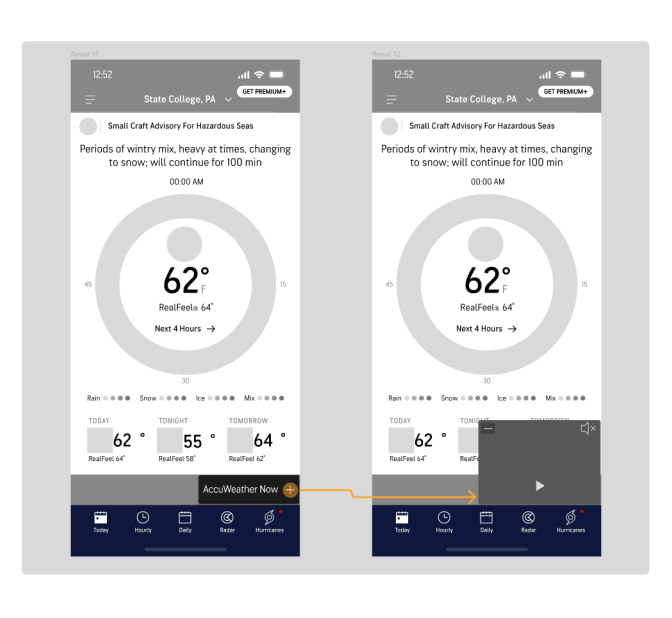 flyout 11
12:52
State College, PA
GET PREMIUM+
Small Craft Advisory For Hazardous Seas
Periods of wintry mix, heavy at times, changing
to snow; will continue for 100 min
00:00 AM
45
15
62°
F
RealFeel® 64°
Next 4 Hours →
30
Rain Snow Ice Mix
TODAY TONIGHT TOMORROW
62° 55° 64°
RealFeel 64° RealFeel 58° RealFeel 62°
AccuWeather Now +
Today Hourly Daily Radar Hurricanes
flyout 12
12:52
State College, PA
GET PREMIUM+
Small Craft Advisory For Hazardous Seas
Periods of wintry mix, heavy at times, changing
to snow; will continue for 100 min
00:00 AM
45
15
62°
F
RealFeel® 64°
Next 4 Hours →
30
Rain Snow Ice Mix
TODAY TONIGHT TOMORROW
62°
RealFeel 64°
Today Hourly Daily Radar Hurricanes